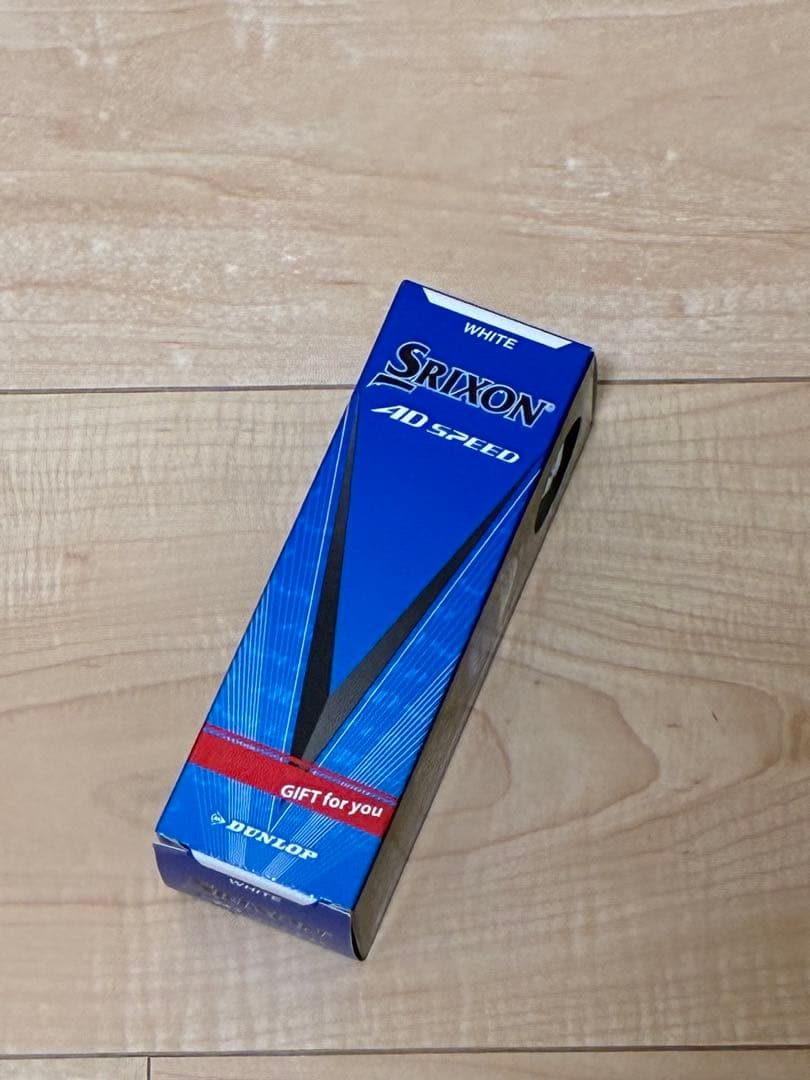 WHITE
SRIXON®
AD SPEED
GIFT for you
DUNLOP
WHITE